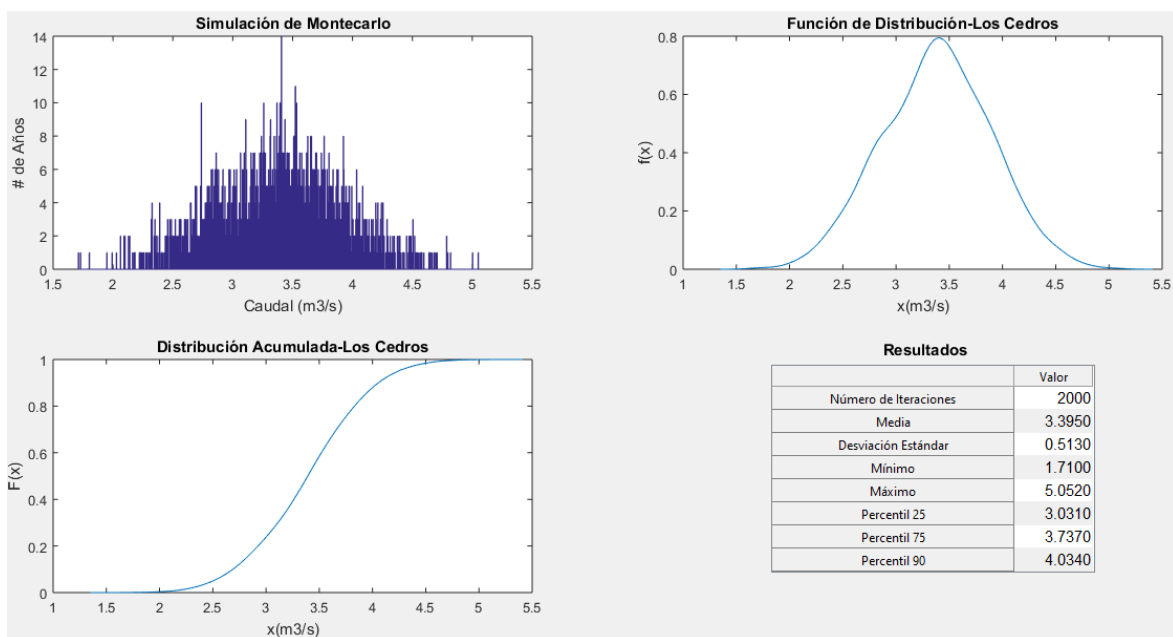 Simulación de Montecarlo
14
12
10
8
6
4
2
0
# de Años
1.5 2 2.5 3 3.5 4 4.5 5 5.5
Caudal (m3/s)
Función de Distribución-Los Cedros
0.8
0.6
0.4
0.2
0
f(x)
1 1.5 2 2.5 3 3.5 4 4.5 5 5.5
x(m3/s)
Distribución Acumulada-Los Cedros
1
0.8
0.6
0.4
0.2
0
F(x)
1 1.5 2 2.5 3 3.5 4 4.5 5 5.5
x(m3/s)
Resultados
Valor
Número de Iteraciones 2000
Media 3.3950
Desviación Estándar 0.5130
Mínimo 1.7100
Máximo 5.0520
Percentil 25 3.0310
Percentil 75 3.7370
Percentil 90 4.0340